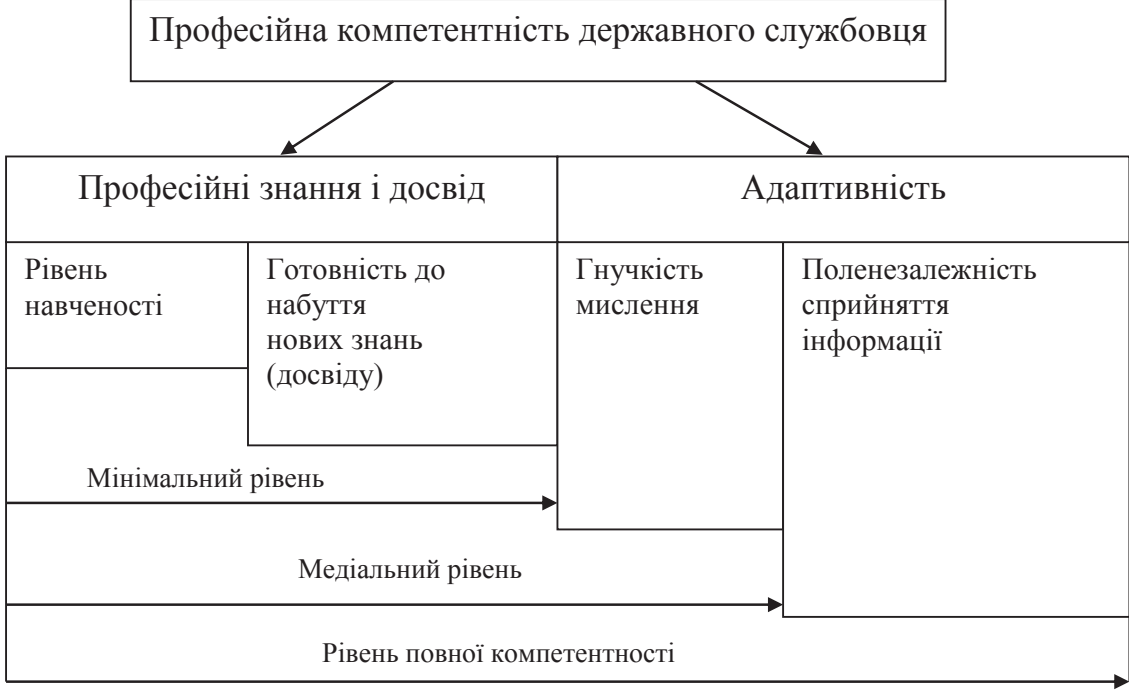 Професійна компетентність державного службовця
Професійні знання і досвід
Адаптивність
Рівень
навченості
Готовність до
набуття
нових знань
(досвіду)
Гнучкість
мислення
Поленезалежність
сприйняття
інформації
Мінімальний рівень
Медіальний рівень
Рівень повної компетентності